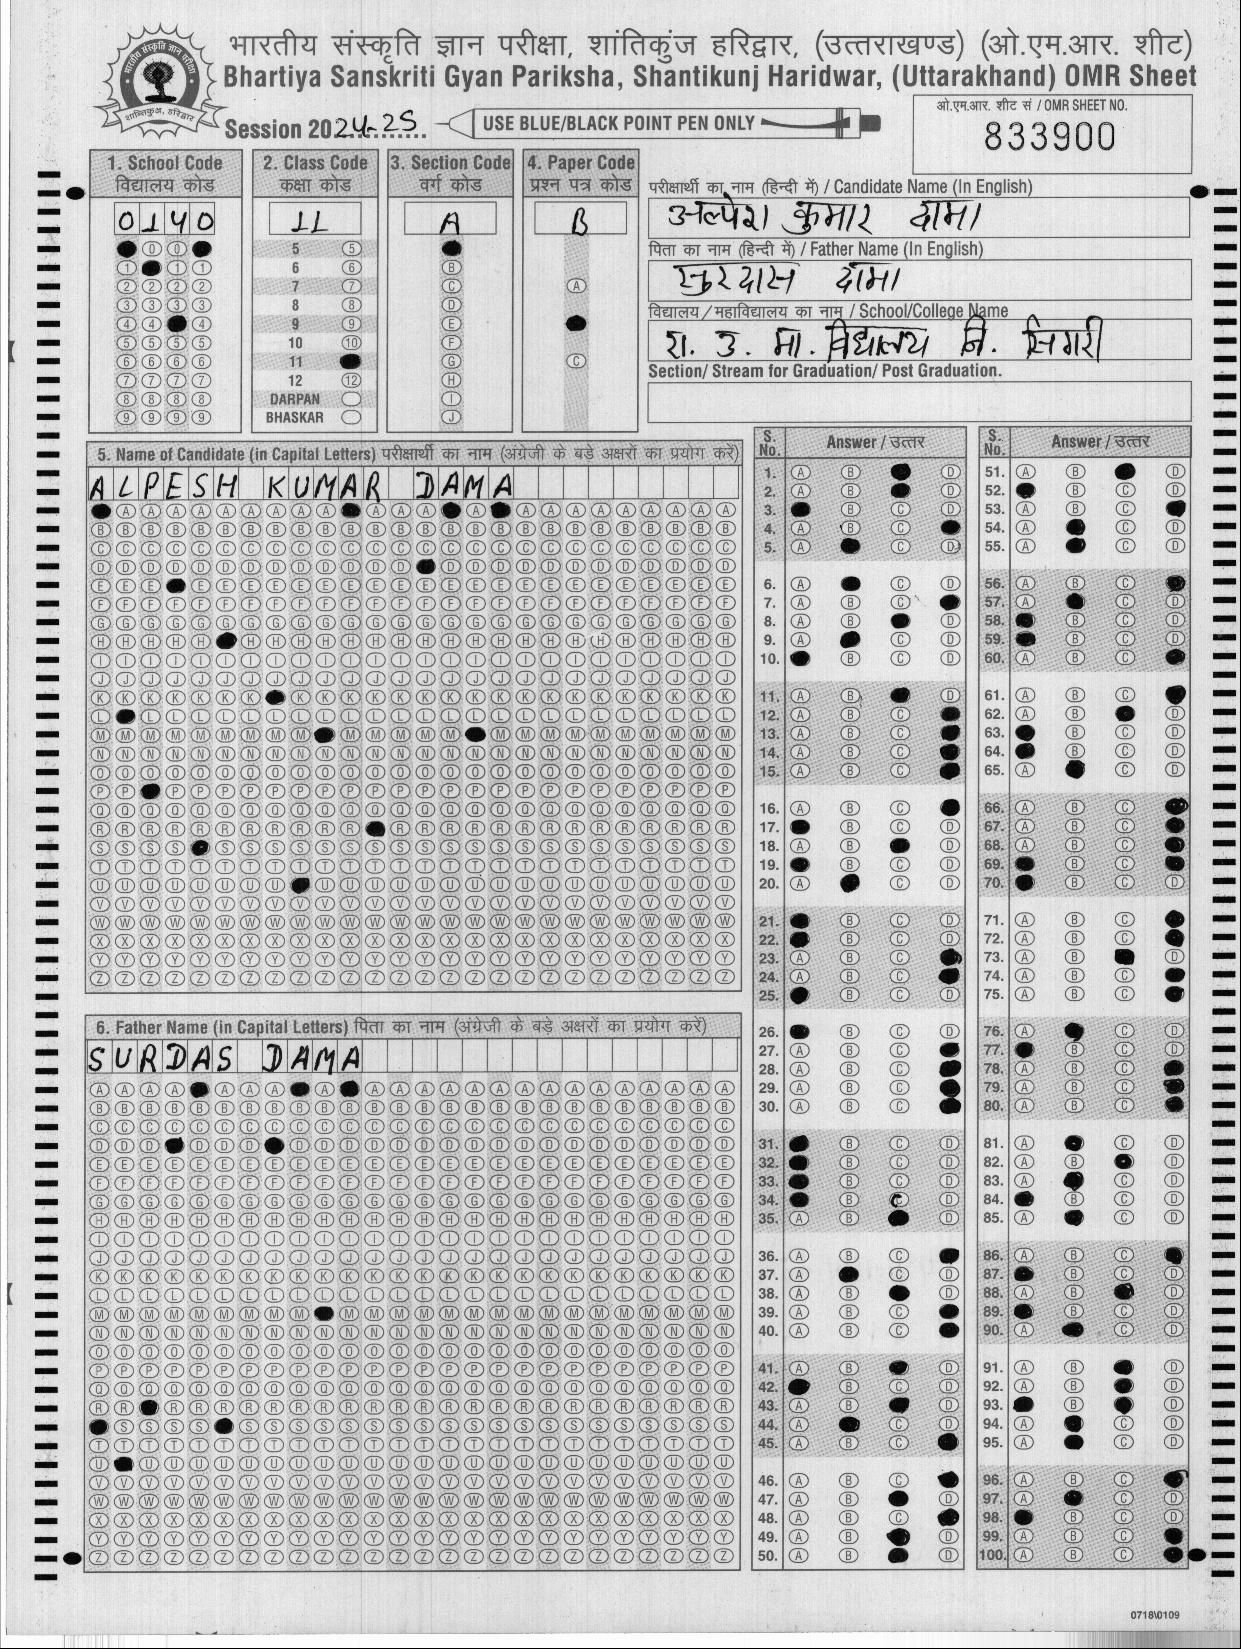 भारतीय संस्कृति ज्ञान परीक्षा, शांतिकुंज हरिद्वार, (उत्तराखण्ड) (ओ.एम.आर. शीट)
Bhartiya Sanskriti Gyan Pariksha, Shantikunj Haridwar, (Uttarakhand) OMR Sheet
Session 2024-25
USE BLUE/BLACK POINT PEN ONLY
ओ.एम.आर. शीट सं / OMR SHEET NO.
833900
1. School Code
विद्यालय कोड
0140
2. Class Code
कक्षा कोड
11
5
6
7
8
9
10
11
12
DARPAN
BHASKAR
3. Section Code
वर्ग कोड
A
4. Paper Code
प्रश्न पत्र कोड
B
परीक्षार्थी का नाम (हिन्दी में) / Candidate Name (In English)
अल्पेश कुमार दामा
पिता का नाम (हिन्दी में) / Father Name (In English)
सुरदास दामा
विद्यालय/महाविद्यालय का नाम / School/College Name
रा. उ. मा. विद्यालय
Section/ Stream for Graduation/ Post Graduation.
5. Name of Candidate (in Capital Letters) परीक्षार्थी का नाम (अंग्रेजी के बड़े अक्षरों का प्रयोग करें)
ALPESH KUMAR DAMA
6. Father Name (in Capital Letters) पिता का नाम (अंग्रेजी के बड़े अक्षरों का प्रयोग करें)
SURDAS DAMA
S. No. Answer / उत्तर
S. No. Answer / उत्तर
0718\0109